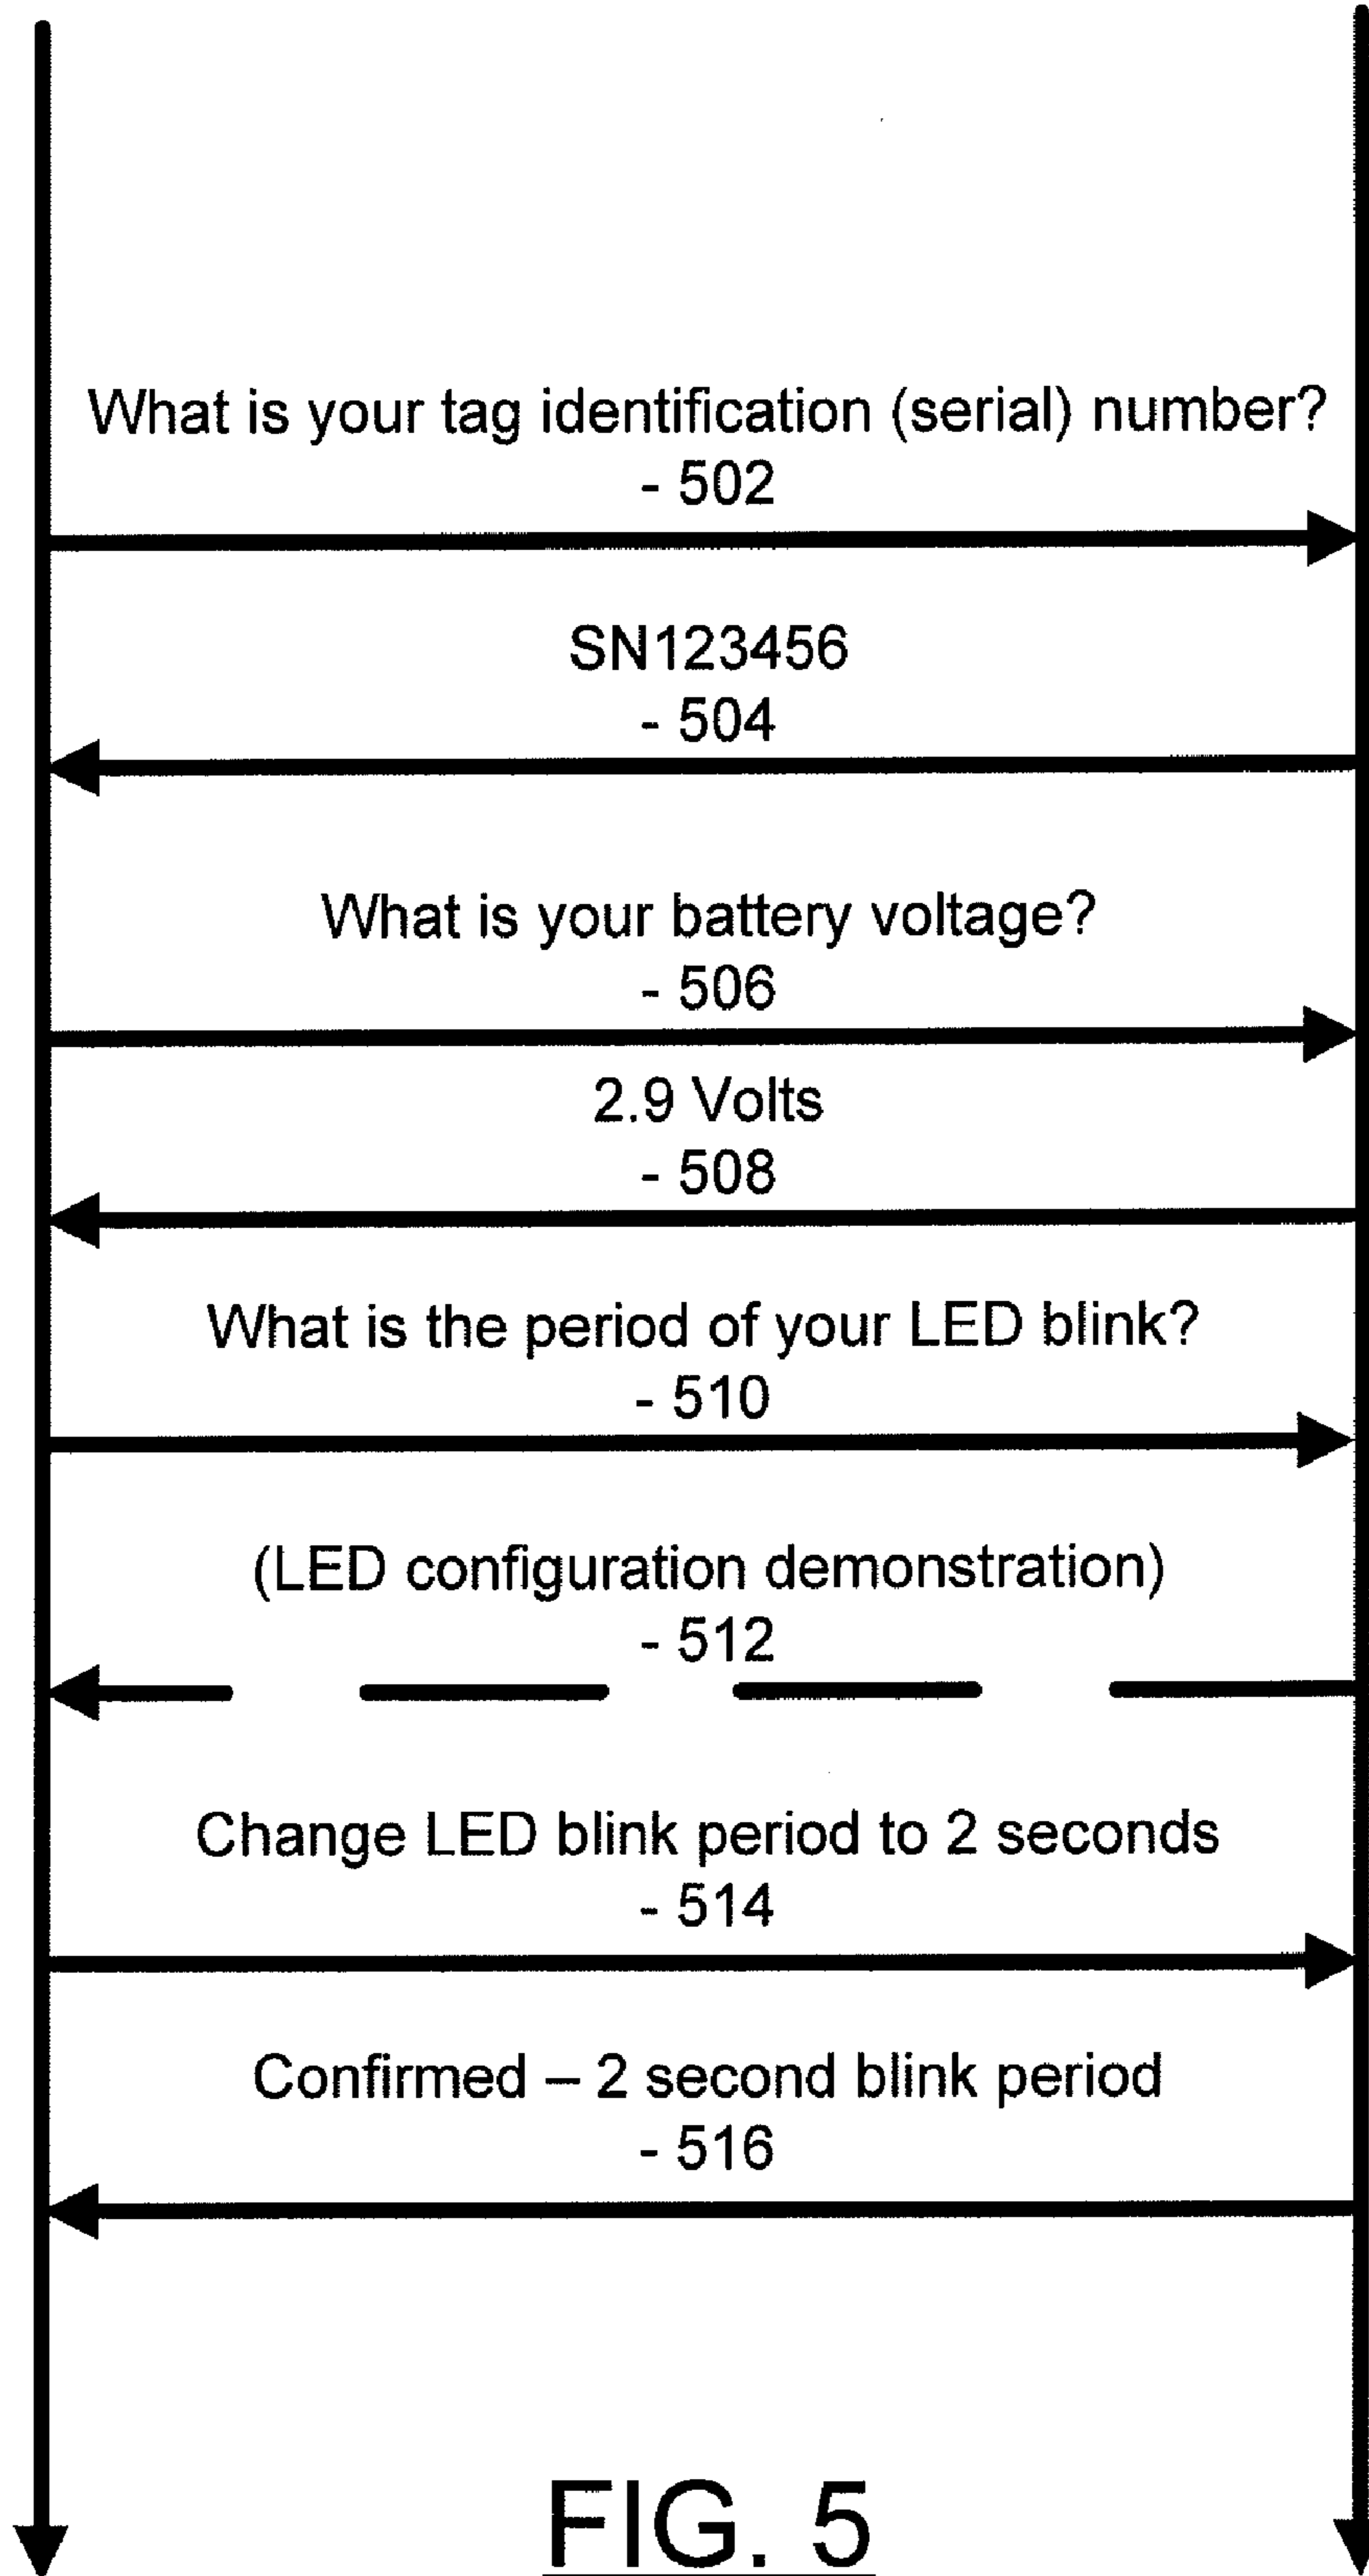 What is your tag identification (serial) number?
- 502
SN123456
- 504
What is your battery voltage?
- 506
2.9 Volts
- 508
What is the period of your LED blink?
- 510
(LED configuration demonstration)
- 512
Change LED blink period to 2 seconds
- 514
Confirmed – 2 second blink period
- 516
FIG. 5